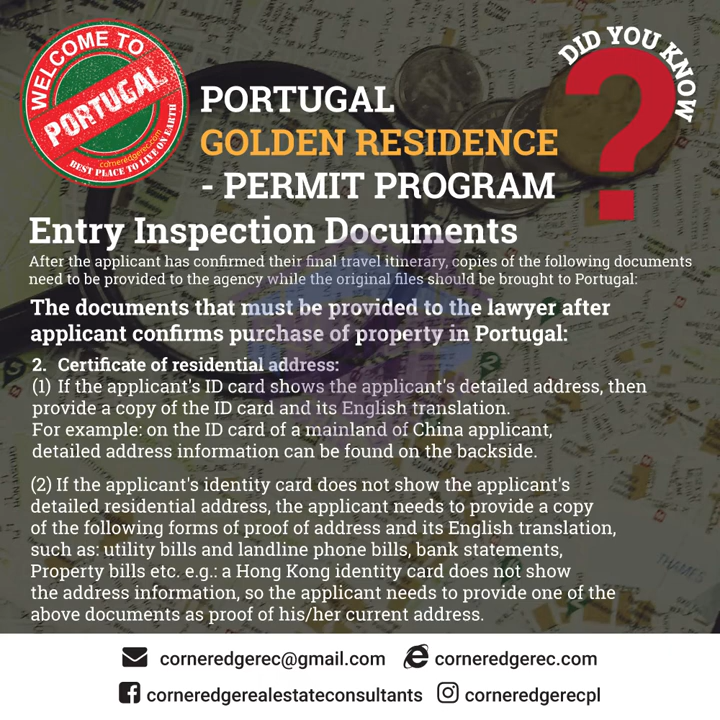 WELCOME TO
PORTUGAL
corneredgerec.com
BEST PLACE TO LIVE ON EARTH
DID YOU KNOW
?
PORTUGAL
GOLDEN RESIDENCE
- PERMIT PROGRAM
Entry Inspection Documents
After the applicant has confirmed their final travel itinerary, copies of the following documents
need to be provided to the agency while the original files should be brought to Portugal:
The documents that must be provided to the lawyer after
applicant confirms purchase of property in Portugal:
2. Certificate of residential address:
(1) If the applicant's ID card shows the applicant's detailed address, then
provide a copy of the ID card and its English translation.
For example: on the ID card of a mainland of China applicant,
detailed address information can be found on the backside.
(2) If the applicant's identity card does not show the applicant's
detailed residential address, the applicant needs to provide a copy
of the following forms of proof of address and its English translation,
such as: utility bills and landline phone bills, bank statements,
Property bills etc. e.g.: a Hong Kong identity card does not show
the address information, so the applicant needs to provide one of the
above documents as proof of his/her current address.
corneredgerec@gmail.com corneredgerec.com
corneredgerealestateconsultants corneredgerecpl